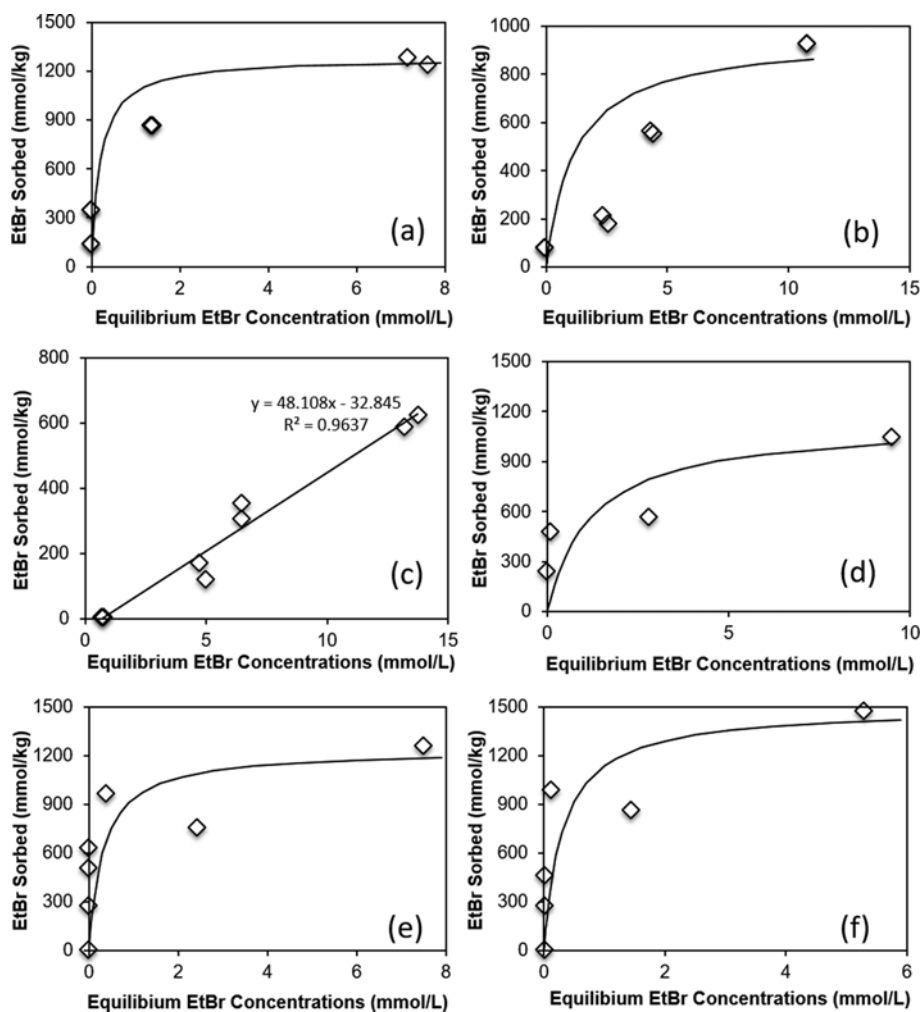 1500
1200
900
600
300
0
0 2 4 6 8
EtBr Sorbed (mmol/kg)
Equilibrium EtBr Concentration (mmol/L)
(a)
1000
800
600
400
200
0
0 5 10 15
EtBr Sorbed (mmol/kg)
Equilibrium EtBr Concentrations (mmol/L)
(b)
800
600
400
200
0
0 5 10 15
y = 48.108x - 32.845
R² = 0.9637
EtBr Sorbed (mmol/kg)
Equilibrium EtBr Concentrations (mmol/L)
(c)
1500
1200
900
600
300
0
0 5 10
EtBr Sorbed (mmol/kg)
Equilibrium EtBr Concentrations (mmol/L)
(d)
1500
1200
900
600
300
0
0 2 4 6 8
EtBr Sorbed (mmol/kg)
Equilibium EtBr Concentrations (mmol/L)
(e)
1500
1200
900
600
300
0
0 2 4 6
EtBr Sorbed (mmol/kg)
Equilibium EtBr Concentrations (mmol/L)
(f)